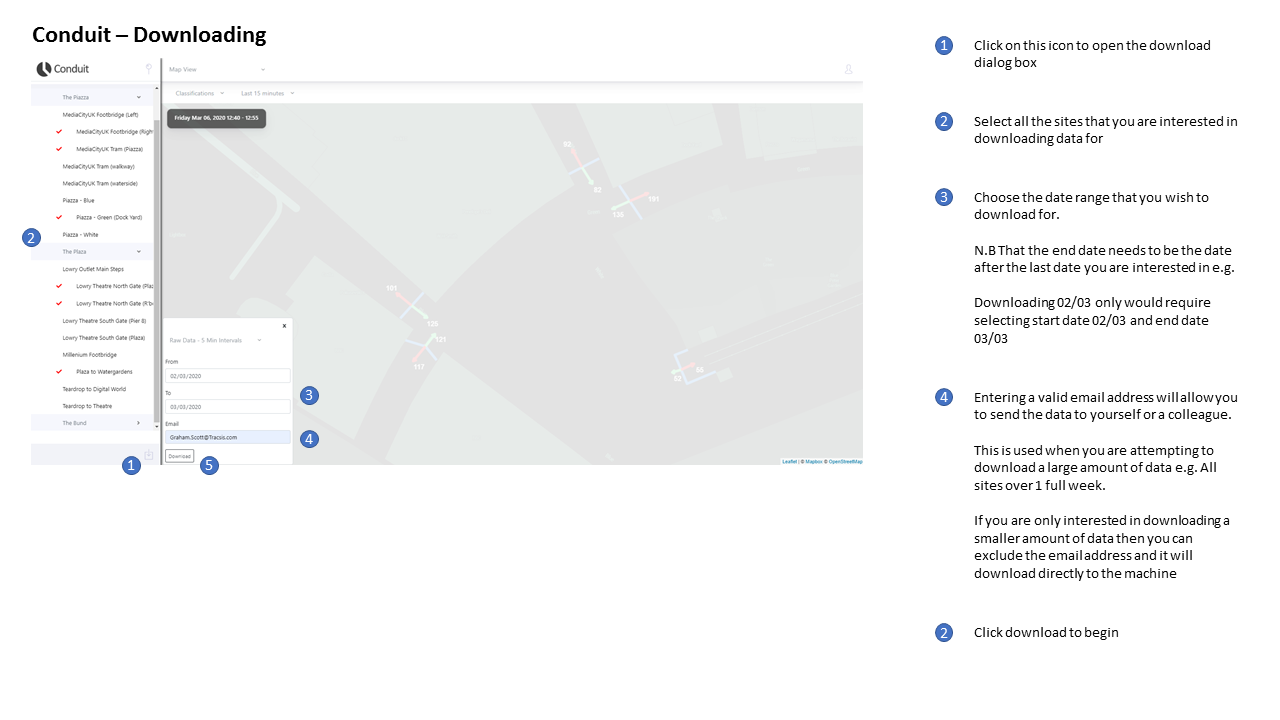 Conduit – Downloading
Conduit
Map View
Classifications
Last 15 minutes
Friday Mar 06, 2020 12:40 - 12:55
The Piazza
MediaCityUK Footbridge (Left)
MediaCityUK Footbridge (Righ
MediaCityUK Tram (Piazza)
MediaCityUK Tram (walkway)
MediaCityUK Tram (waterside)
Piazza - Blue
Piazza - Green (Dock Yard)
Piazza - White
2
The Plaza
Lowry Outlet Main Steps
Lowry Theatre North Gate (Plaz
Lowry Theatre North Gate (R'bo
Lowry Theatre South Gate (Pier 8)
Lowry Theatre South Gate (Plaza)
Millenium Footbridge
Plaza to Watergardens
Teardrop to Digital World
Teardrop to Theatre
The Bund
1
92
82
191
136
101
135
121
117
52
56
x
Raw Data - 5 Min Intervals
From
02/03/2020
To
03/03/2020
3
Email
Graham.Scott@Tracsis.com
4
Download
5
Leaflet | © Mapbox © OpenStreetMap
1 Click on this icon to open the download
dialog box
2 Select all the sites that you are interested in
downloading data for
3 Choose the date range that you wish to
download for.
N.B That the end date needs to be the date
after the last date you are interested in e.g.
Downloading 02/03 only would require
selecting start date 02/03 and end date
03/03
4 Entering a valid email address will allow you
to send the data to yourself or a colleague.
This is used when you are attempting to
download a large amount of data e.g. All
sites over 1 full week.
If you are only interested in downloading a
smaller amount of data then you can
exclude the email address and it will
download directly to the machine
2 Click download to begin